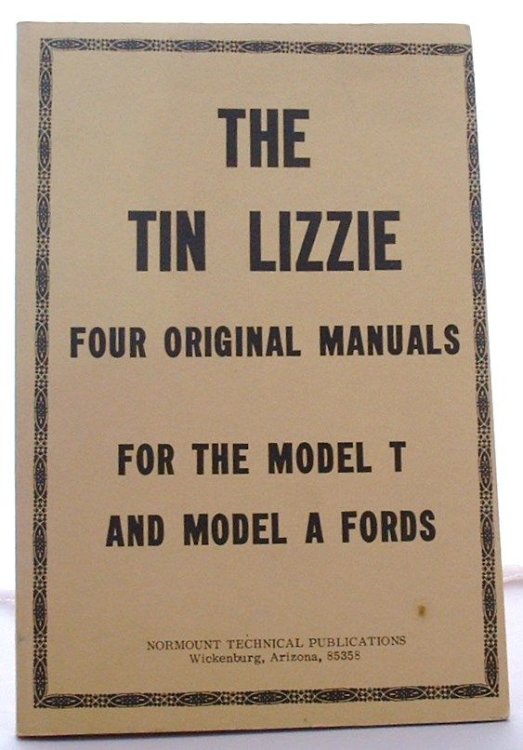 THE
TIN LIZZIE
FOUR ORIGINAL MANUALS
FOR THE MODEL T
AND MODEL A FORDS
NORMOUNT TECHNICAL PUBLICATIONS
Wickenburg, Arizona, 85358